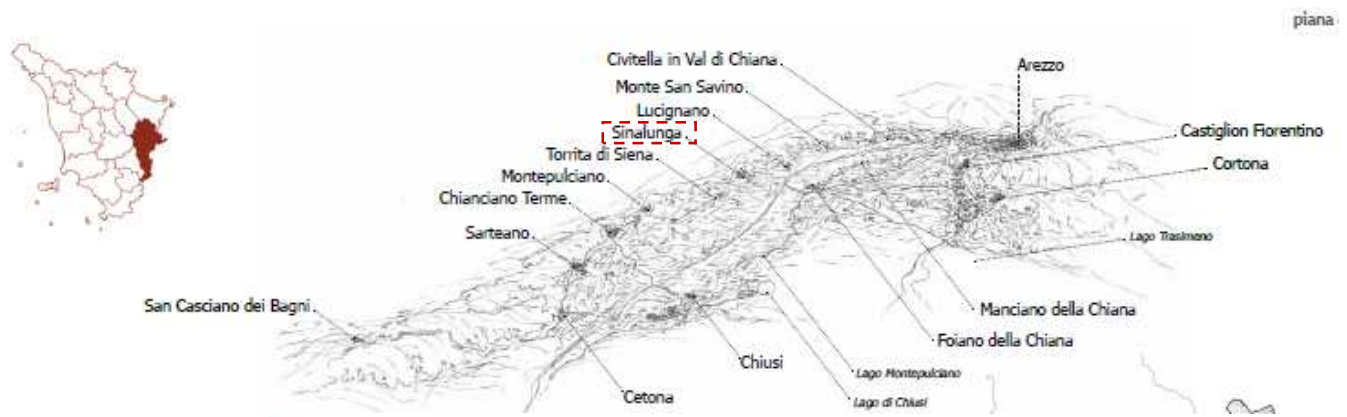 piana
Civitella in Val di Chiana
Arezzo
Monte San Savino
Lucignano
Sinalunga
Castiglion Fiorentino
Torrita di Siena
Cortona
Montepulciano
Chianciano Terme
Sarteano
Lago Trasimeno
San Casciano dei Bagni
Manciano della Chiana
Foiano della Chiana
Chiusi
Lago Montepulciano
Cetona
Lago di Chiusi